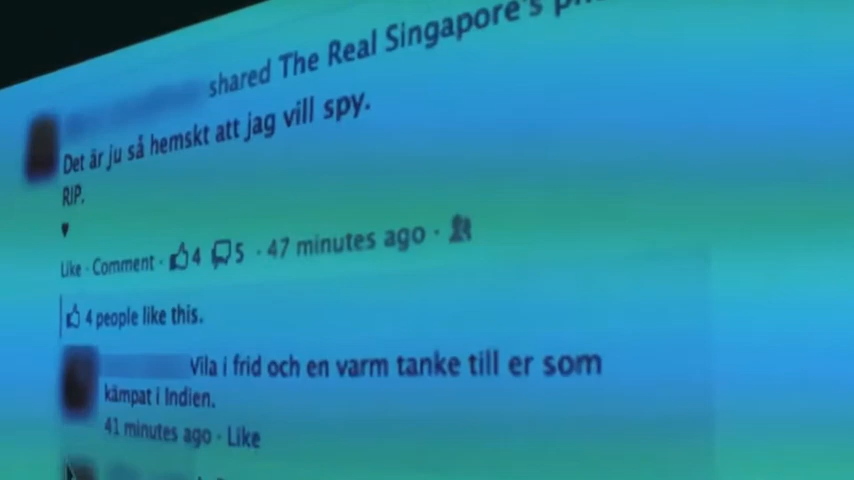 shared The Real Singapore's
Det är ju så hemskt att jag vill spy.
RIP.
♥
Like · Comment · 4 5 · 47 minutes ago ·
4 people like this.
Vila i frid och en varm tanke till er som
kämpat i Indien.
41 minutes ago · Like